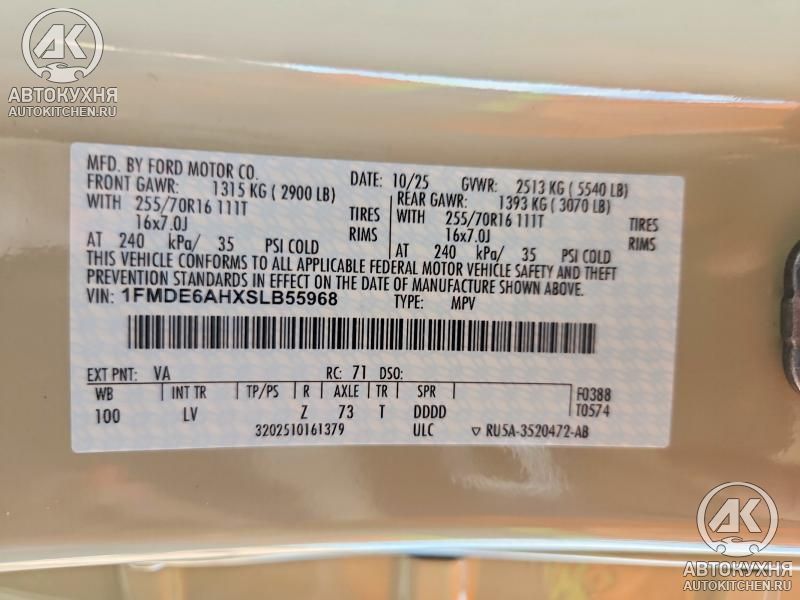 АК
АВТОКУХНЯ
AUTOKITCHEN.RU
MFD. BY FORD MOTOR CO. DATE: 10/25 GVWR: 2513 KG ( 5540 LB)
FRONT GAWR: 1315 KG ( 2900 LB) REAR GAWR: 1393 KG ( 3070 LB)
WITH 255/70R16 111T TIRES WITH 255/70R16 111T TIRES
16x7.0J RIMS 16x7.0J RIMS
AT 240 kPa/ 35 PSI COLD AT 240 kPa/ 35 PSI COLD
THIS VEHICLE CONFORMS TO ALL APPLICABLE FEDERAL MOTOR VEHICLE SAFETY AND THEFT
PREVENTION STANDARDS IN EFFECT ON THE DATE OF MANUFACTURE SHOWN ABOVE.
VIN: 1FMDE6AHXSLB55968 TYPE: MPV
EXT PNT: VA RC: 71 DSO:
WB INT TR TP/PS R AXLE TR SPR F0388
100 LV Z 73 T DDDD T0574
3202510161379 ULC ▽ RU5A-3520472-AB
АК
АВТОКУХНЯ
AUTOKITCHEN.RU